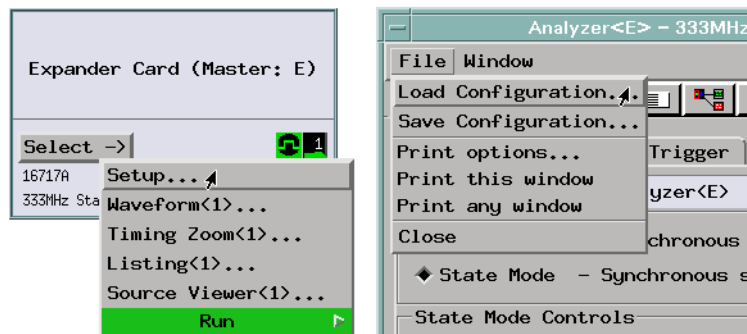 Expander Card (Master: E)
Select ->
1
16717A
333MHz Sta
Setup...
Waveform<1>...
Timing Zoom<1>...
Listing<1>...
Source Viewer<1>...
Run
Analyzer<E> - 333MHz
File Window
Load Configuration...
Save Configuration...
Print options...
Print this window
Print any window
Close
Trigger
yzer<E>
chronous
State Mode - Synchronous s
State Mode Controls